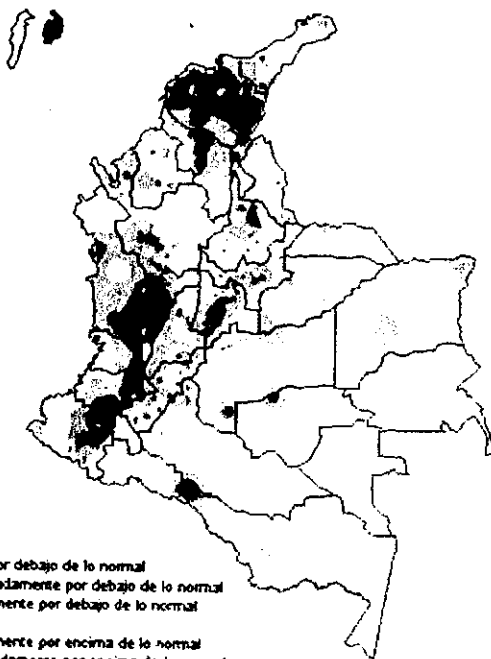 por debajo de lo normal
adamente por debajo de lo normal
mente por debajo de lo normal
mente por encima de lo normal